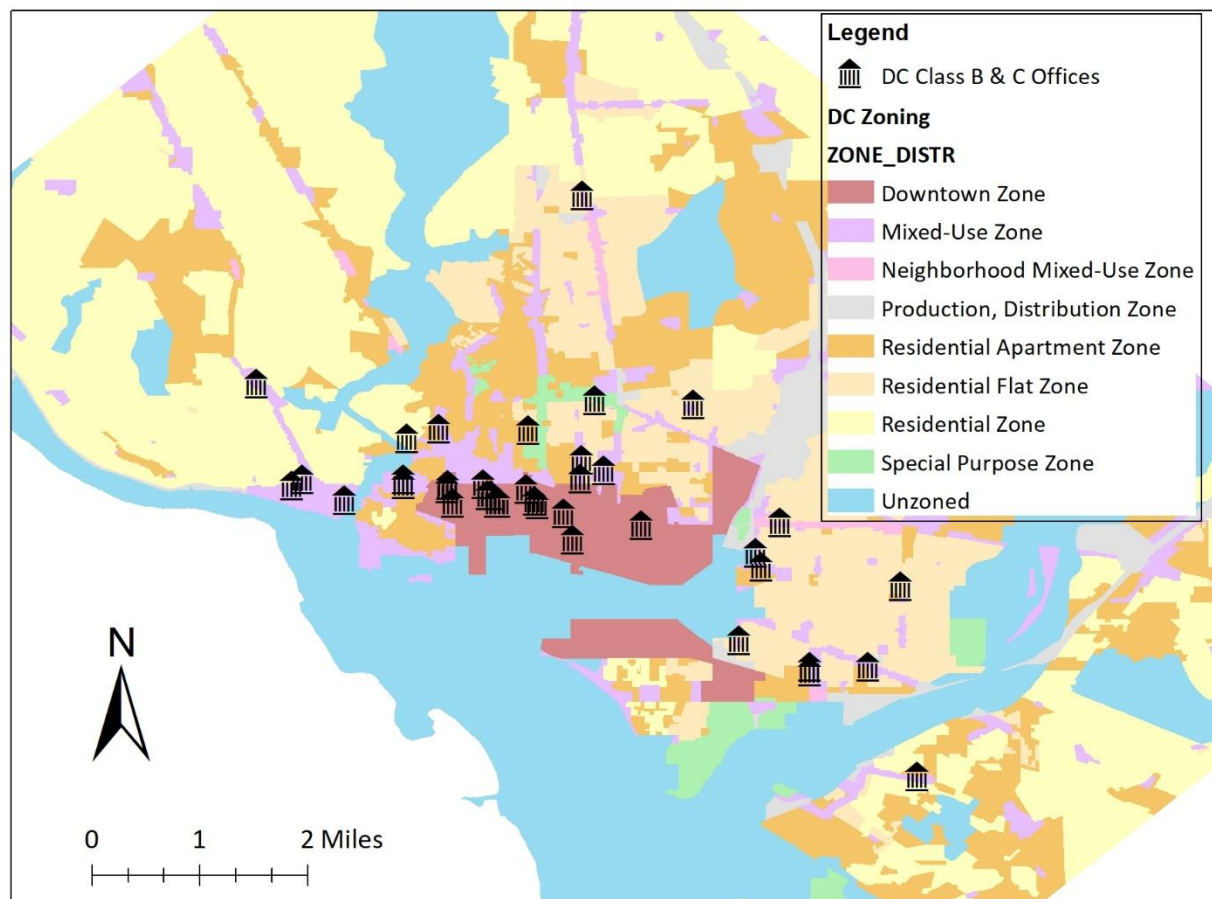 Legend
DC Class B & C Offices
DC Zoning
ZONE_DISTR
Downtown Zone
Mixed-Use Zone
Neighborhood Mixed-Use Zone
Production, Distribution Zone
Residential Apartment Zone
Residential Flat Zone
Residential Zone
Special Purpose Zone
Unzoned
N
0 1 2 Miles